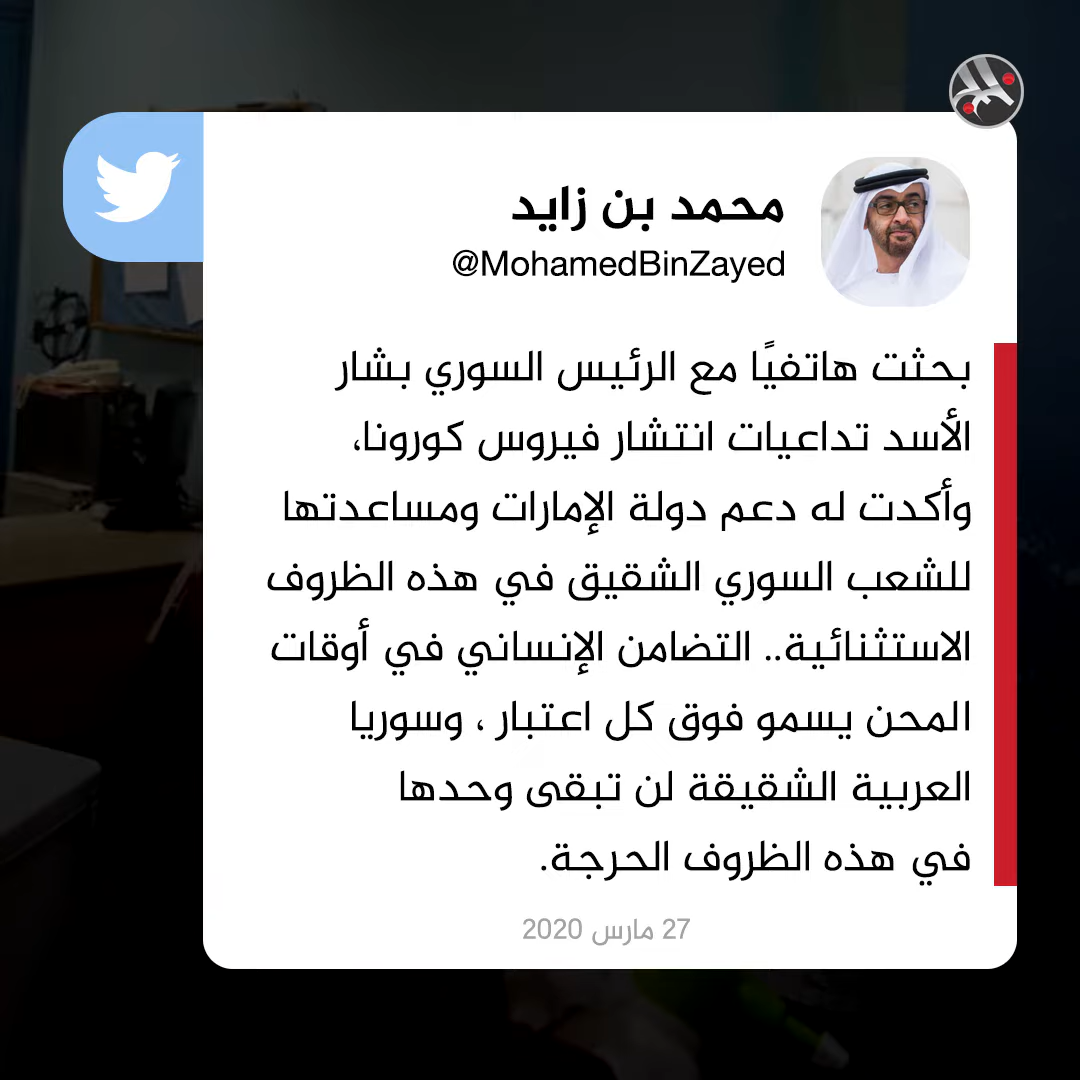 محمد بن زايد
@MohamedBinZayed
بحثت هاتفيًا مع الرئيس السوري بشار
الأسد تداعيات انتشار فيروس كورونا،
وأكدت له دعم دولة الإمارات ومساعدتها
للشعب السوري الشقيق في هذه الظروف
الاستثنائية.. التضامن الإنساني في أوقات
المحن يسمو فوق كل اعتبار ، وسوريا
العربية الشقيقة لن تبقى وحدها
في هذه الظروف الحرجة.
27 مارس 2020